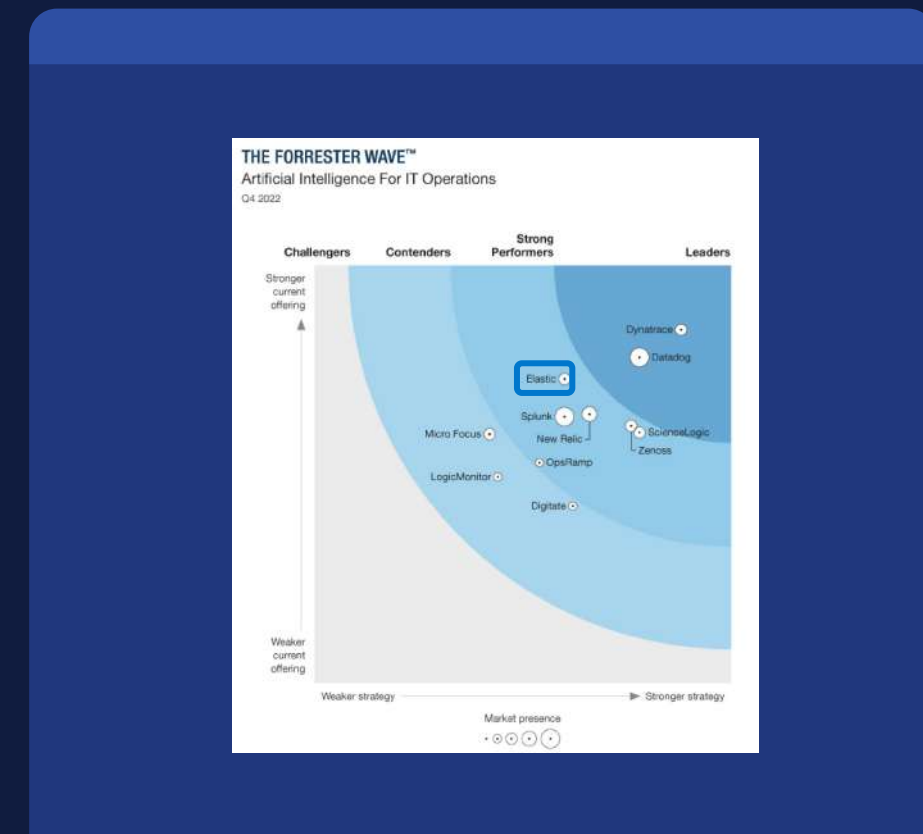 THE FORRESTER WAVE™
Artificial Intelligence For IT Operations
Q4 2022
Challengers
Contenders
Strong
Performers
Leaders
Stronger
current
offering
Dynatrace
Datadog
Elastic
Splunk
New Relic
ScienceLogic
Zenoss
Micro Focus
OpsRamp
LogicMonitor
Digitate
Weaker
current
offering
Weaker strategy
Stronger strategy
Market presence